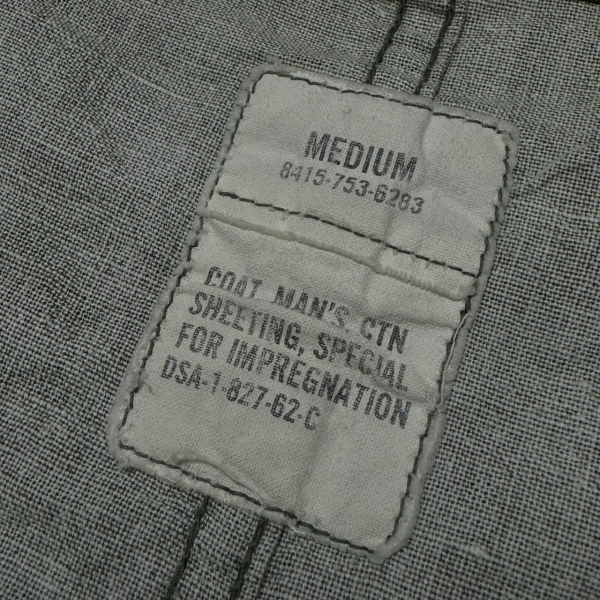 MEDIUM
8415-753-6283
COAT, MAN'S, CTN
SHEETING, SPECIAL
FOR IMPREGNATION
DSA-1-827-62-C